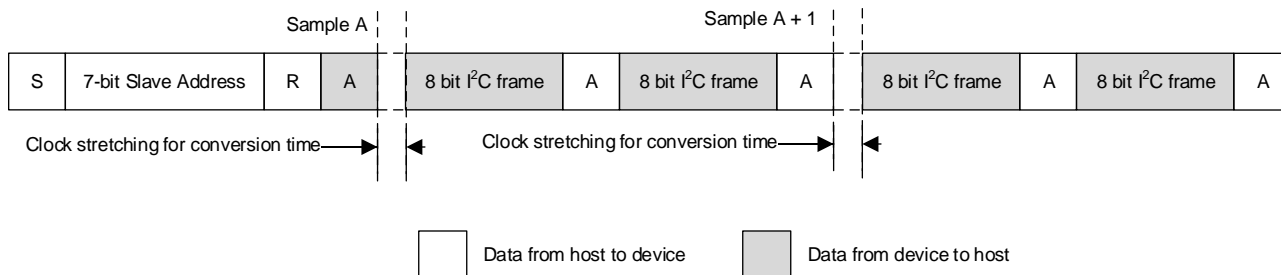 Sample A
Sample A + 1
S
7-bit Slave Address
R
A
8 bit I²C frame
A
8 bit I²C frame
A
8 bit I²C frame
A
8 bit I²C frame
A
Clock stretching for conversion time
Clock stretching for conversion time
Data from host to device
Data from device to host